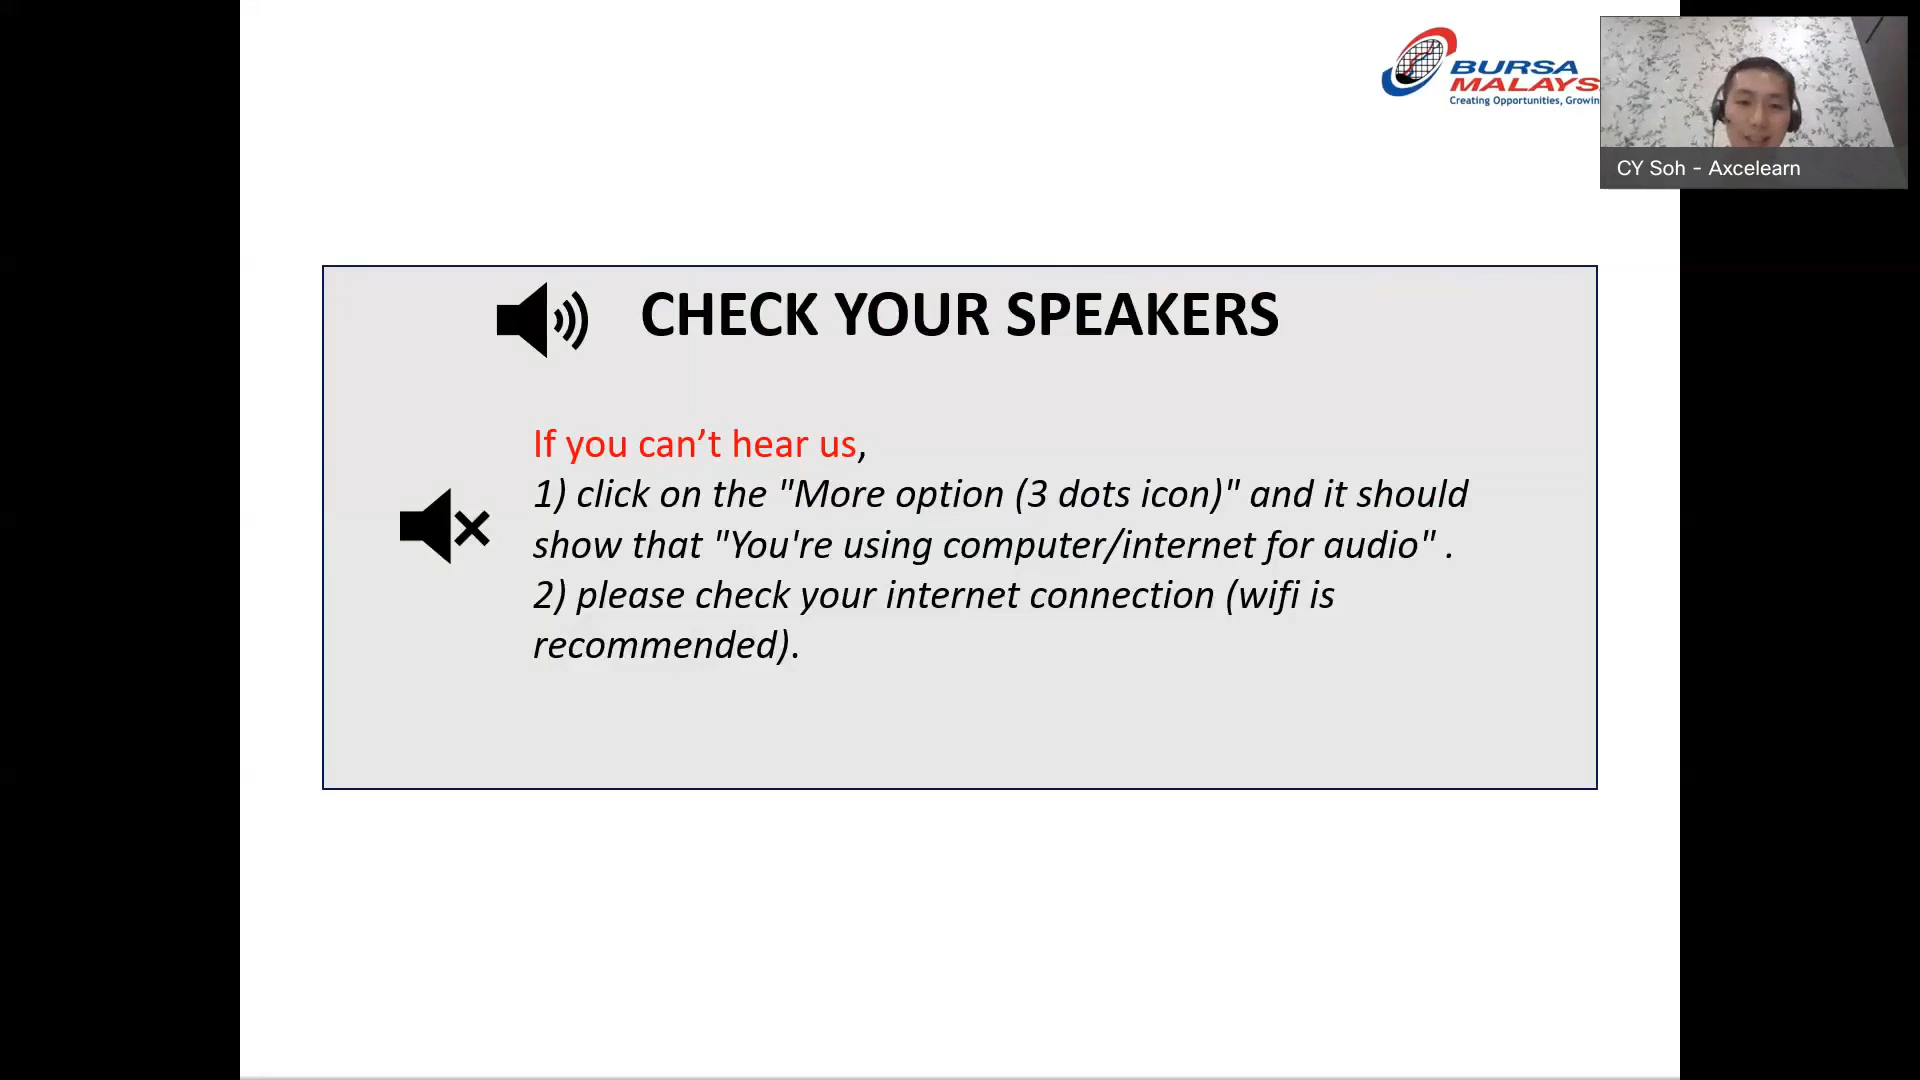 BURSA
MALAYS
Creating Opportunities, Growin
CY Soh - Axcelearn
CHECK YOUR SPEAKERS
If you can’t hear us,
1) click on the "More option (3 dots icon)" and it should
show that "You're using computer/internet for audio" .
2) please check your internet connection (wifi is
recommended).